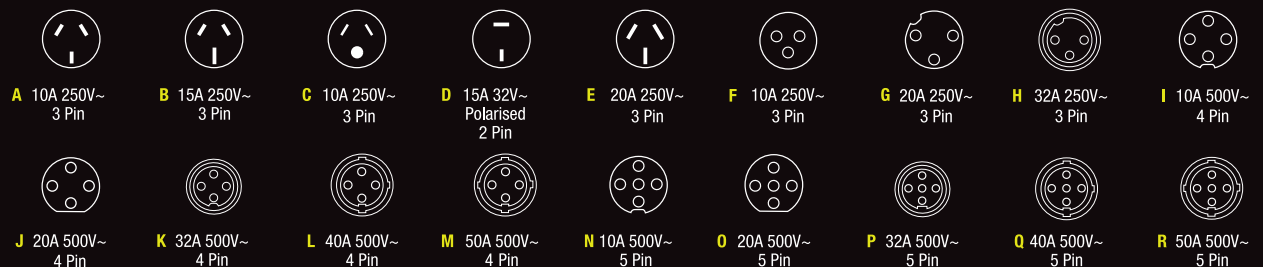 A 10A 250V~
3 Pin
B 15A 250V~
3 Pin
C 10A 250V~
3 Pin
D 15A 32V~
Polarised
2 Pin
E 20A 250V~
3 Pin
F 10A 250V~
3 Pin
G 20A 250V~
3 Pin
H 32A 250V~
3 Pin
I 10A 500V~
4 Pin
J 20A 500V~
4 Pin
K 32A 500V~
4 Pin
L 40A 500V~
4 Pin
M 50A 500V~
4 Pin
N 10A 500V~
5 Pin
O 20A 500V~
5 Pin
P 32A 500V~
5 Pin
Q 40A 500V~
5 Pin
R 50A 500V~
5 Pin